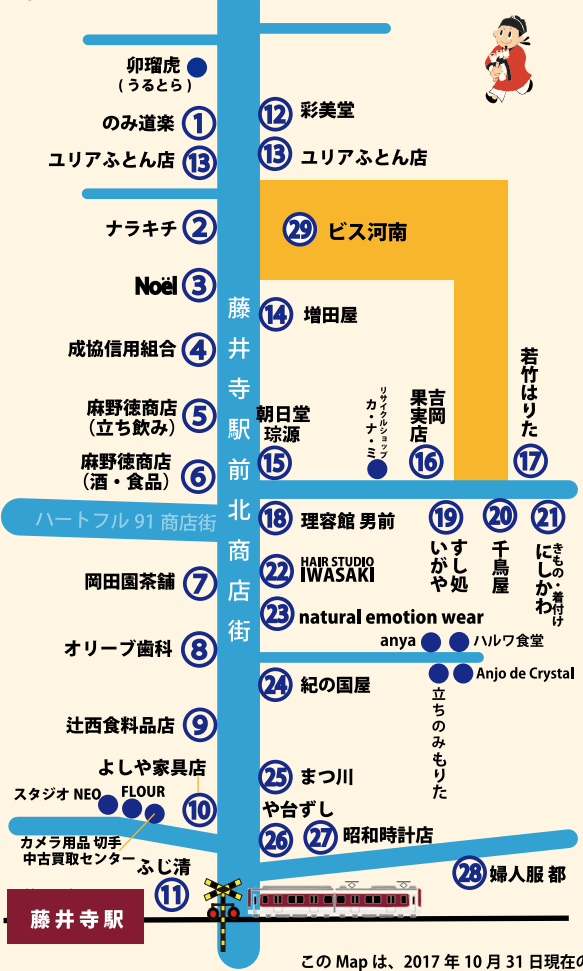 卯瑠虎
(うるとら)
のみ道楽
1
ユリアふとん店
13
12
彩美堂
13
ユリアふとん店
ナラキチ
2
29
ビス河南
Noël
3
14
増田屋
成協信用組合
4
麻野徳商店
(立ち飲み)
5
麻野徳商店
(酒・食品)
6
朝日堂
琮源
15
リサイクルショップ
カ・ナ・ミ
吉岡
果実店
16
若竹はりた
17
藤井寺駅前北商店街
ハートフル 91 商店街
18
理容館 男前
19
すし処
いがや
20
千鳥屋
21
きもの・着付け
にしかわ
岡田園茶舗
7
22
HAIR STUDIO
IWASAKI
23
natural emotion wear
オリーブ歯科
8
anya
ハルワ食堂
Anjo de Crystal
立ちのみもりた
24
紀の国屋
辻西食料品店
9
よしや家具店
10
25
まつ川
スタジオ NEO
FLOUR
カメラ用品 切手
中古買取センター
や台ずし
26
27
昭和時計店
ふじ清
11
28
婦人服 都
藤井寺駅
この Map は、2017 年 10 月 31 日現在の